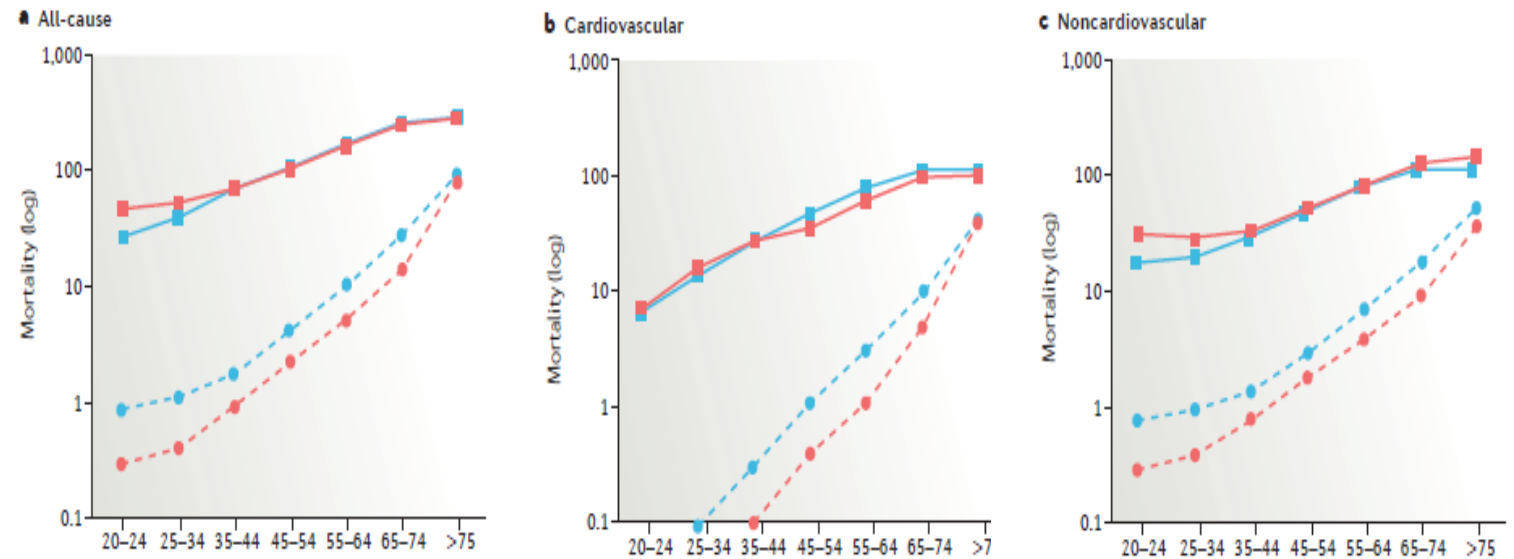 a All-cause
1,000
100
10
1
0.1
Mortality (log)
20–24 25–34 35–44 45–54 55–64 65–74 >75
b Cardiovascular
1,000
100
10
1
0.1
Mortality (log)
20–24 25–34 35–44 45–54 55–64 65–74 >7
c Noncardiovascular
1,000
100
10
1
0.1
Mortality (log)
20–24 25–34 35–44 45–54 55–64 65–74 >75